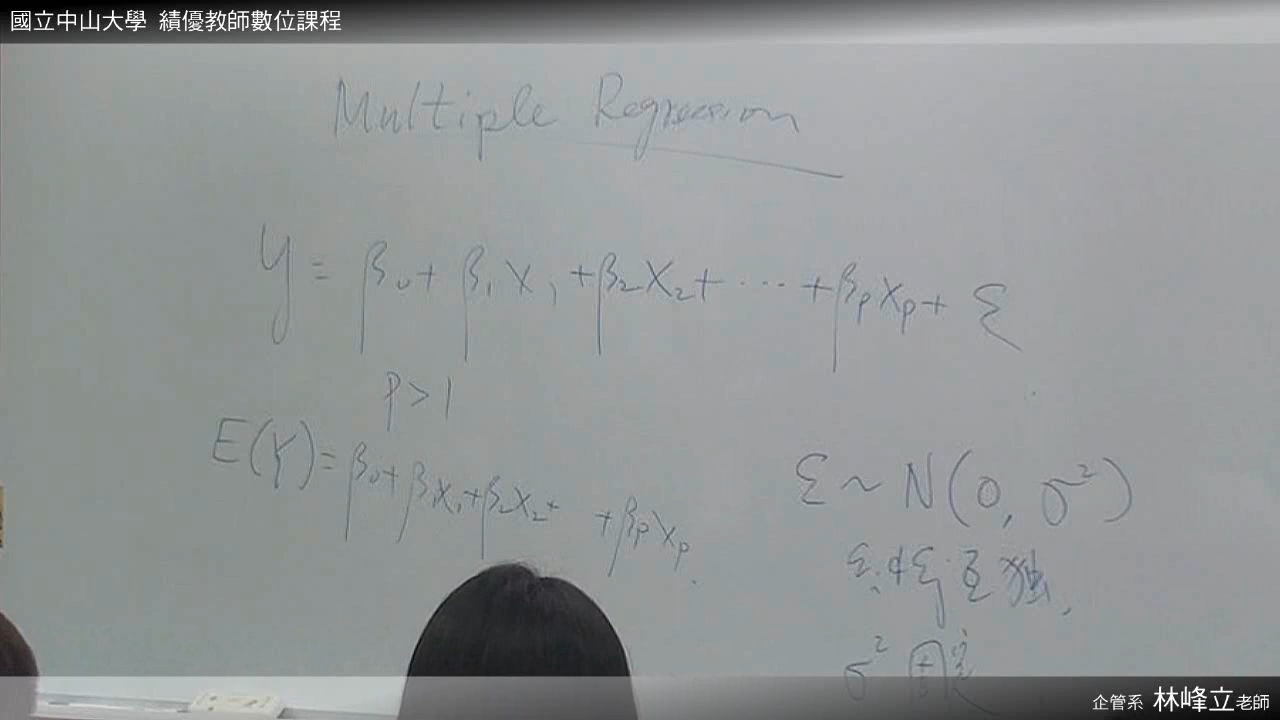 國立中山大學 績優教師數位課程
Multiple Regression
y = β₀ + β₁x₁ + β₂x₂ + ⋯ + βₚxₚ + ε
p > 1
E(Y) = β₀ + β₁x₁ + β₂x₂ + + βₚxₚ.
ε ~ N(0, σ²)
εᵢ 与 εⱼ 互独,
σ² 固定
企管系 林峰立老師